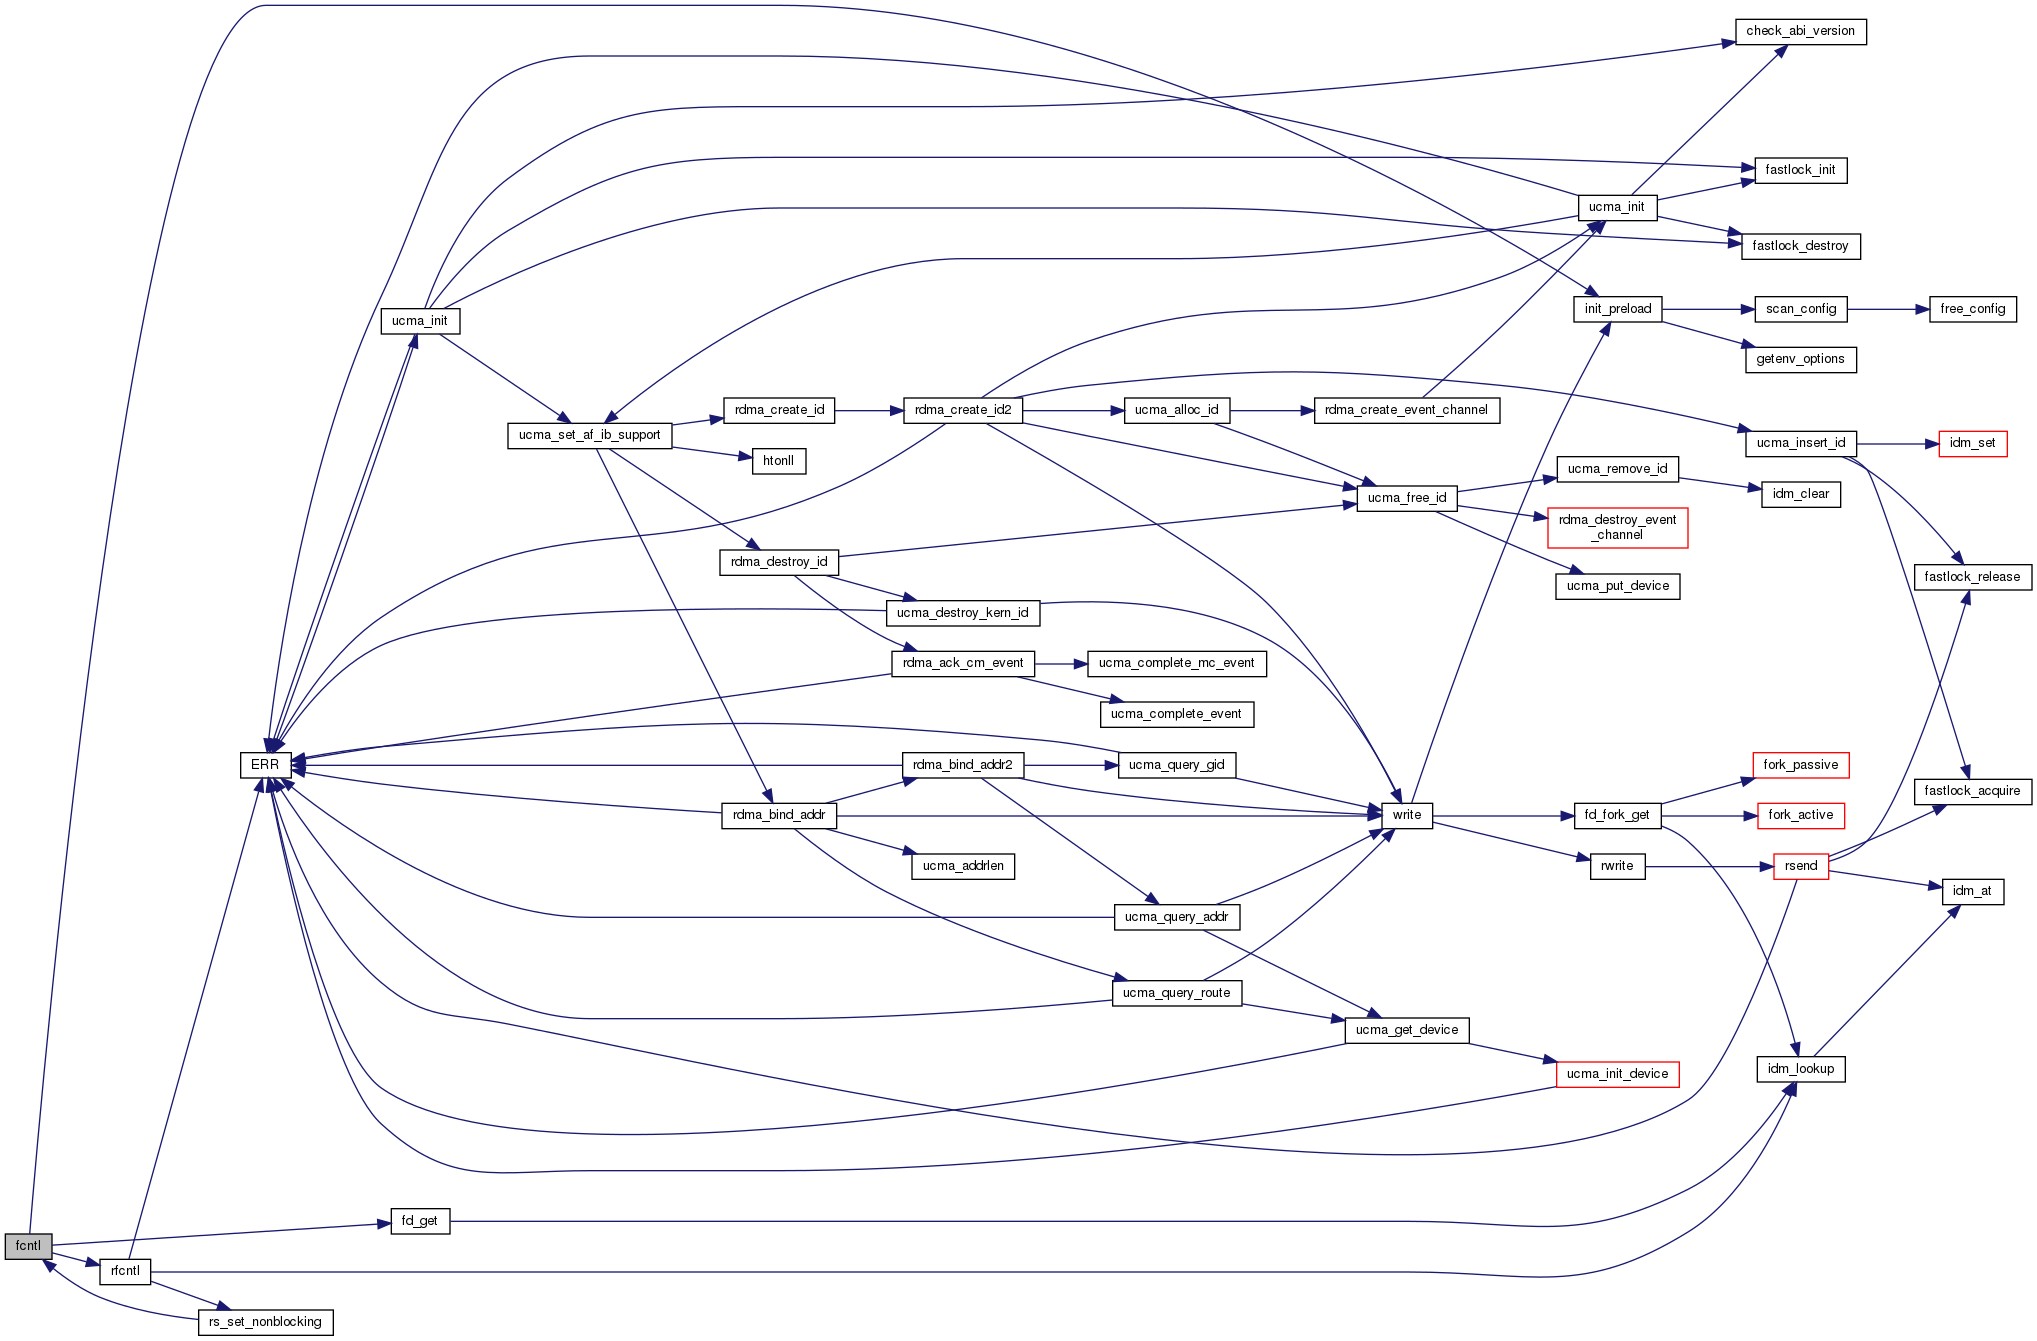 check_abi_version
fastlock_init
ucma_init
fastlock_destroy
init_preload
scan_config
free_config
ucma_init
getenv_options
rdma_create_id
rdma_create_id2
ucma_alloc_id
rdma_create_event_channel
ucma_set_af_ib_support
ucma_insert_id
idm_set
htonll
ucma_remove_id
ucma_free_id
idm_clear
rdma_destroy_event
_channel
rdma_destroy_id
fastlock_release
ucma_put_device
ucma_destroy_kern_id
rdma_ack_cm_event
ucma_complete_mc_event
ucma_complete_event
ERR
rdma_bind_addr2
ucma_query_gid
fork_passive
fastlock_acquire
rdma_bind_addr
write
fd_fork_get
fork_active
ucma_addrlen
rwrite
rsend
idm_at
ucma_query_addr
ucma_query_route
ucma_get_device
ucma_init_device
idm_lookup
fd_get
fcntl
rfcntl
rs_set_nonblocking